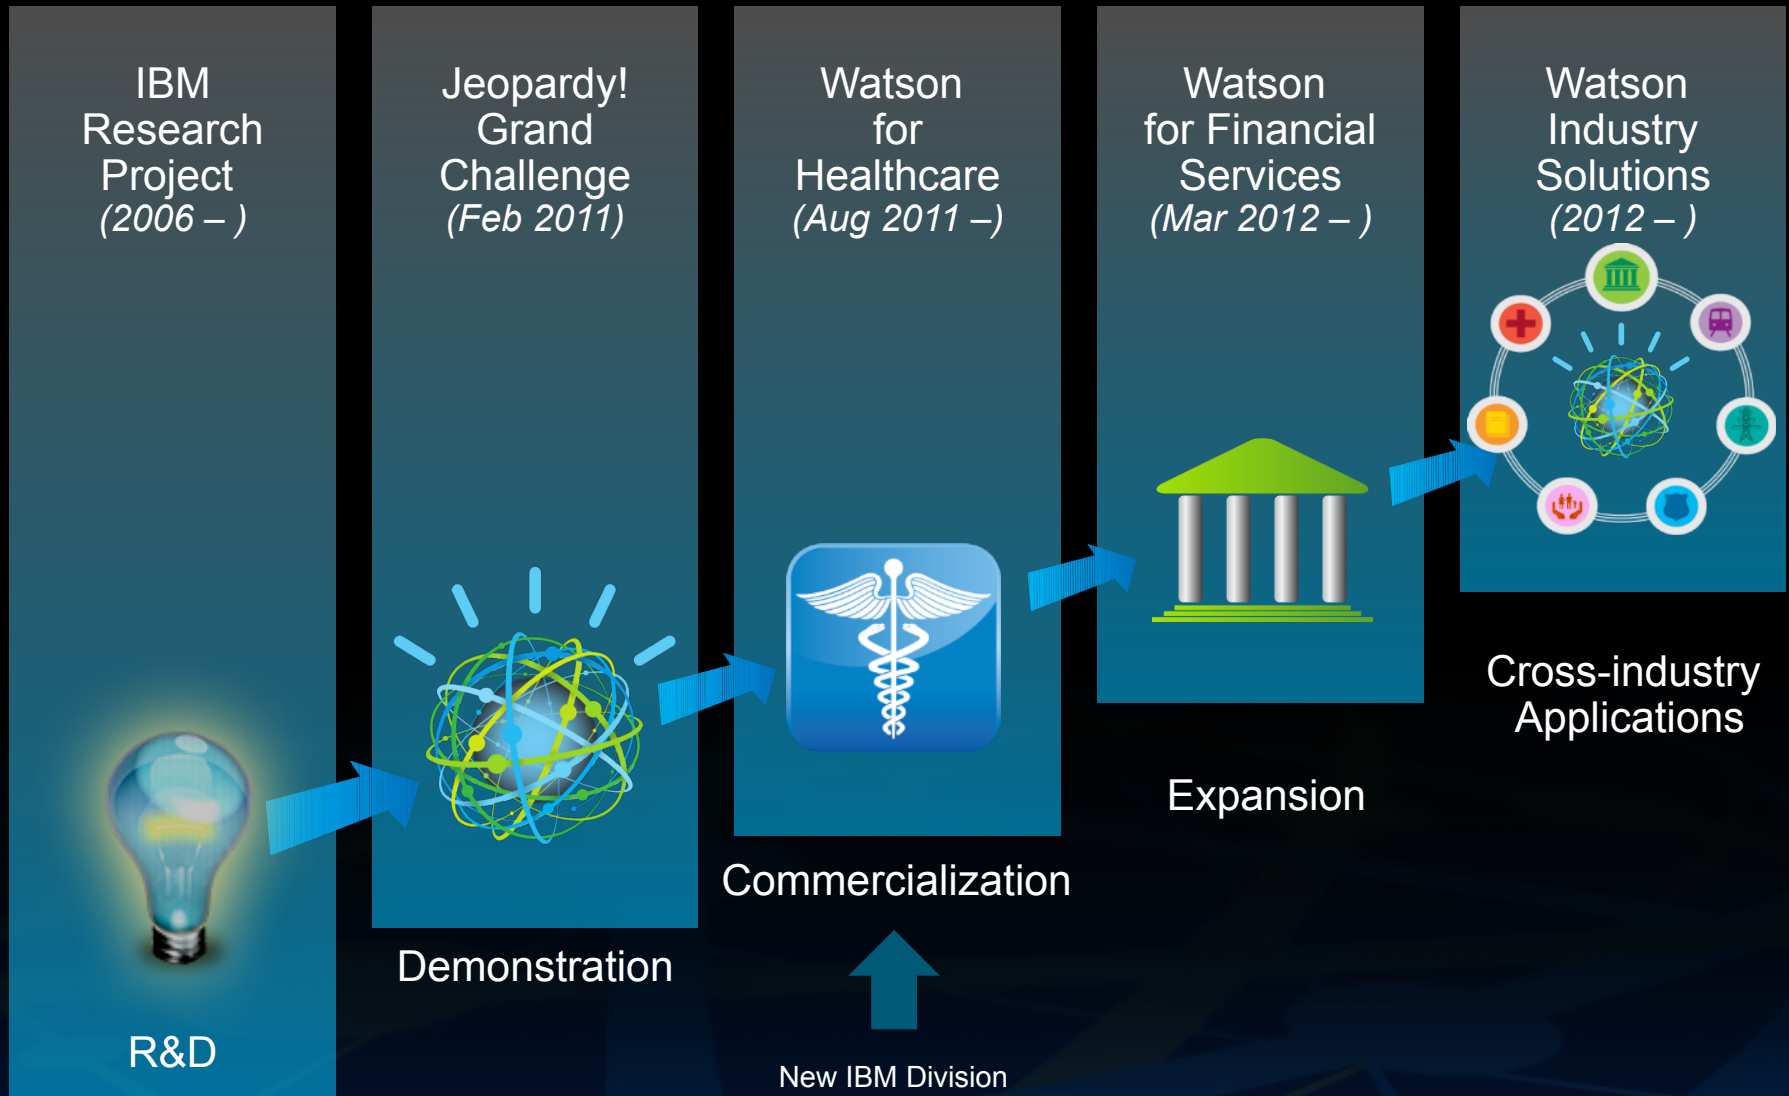 IBM
Research
Project
(2006 – )
R&D
Jeopardy!
Grand
Challenge
(Feb 2011)
Demonstration
Watson
for
Healthcare
(Aug 2011 –)
Commercialization
New IBM Division
Watson
for Financial
Services
(Mar 2012 – )
Expansion
Watson
Industry
Solutions
(2012 – )
Cross-industry
Applications